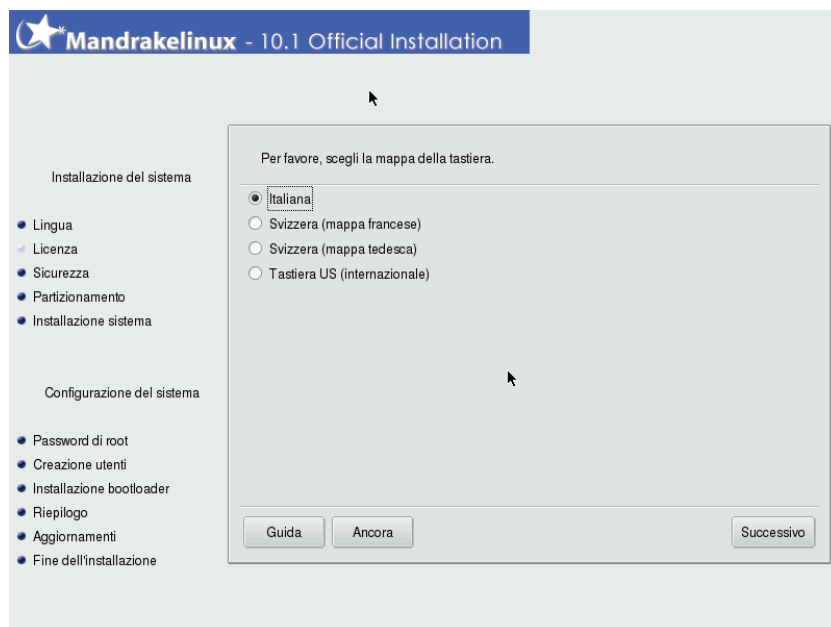 Mandrakelinux - 10.1 Official Installation
Installazione del sistema
Lingua
Licenza
Sicurezza
Partizionamento
Installazione sistema
Configurazione del sistema
Password di root
Creazione utenti
Installazione bootloader
Riepilogo
Aggiornamenti
Fine dell'installazione
Per favore, scegli la mappa della tastiera.
Italiana
Svizzera (mappa francese)
Svizzera (mappa tedesca)
Tastiera US (internazionale)
Guida
Ancora
Successivo